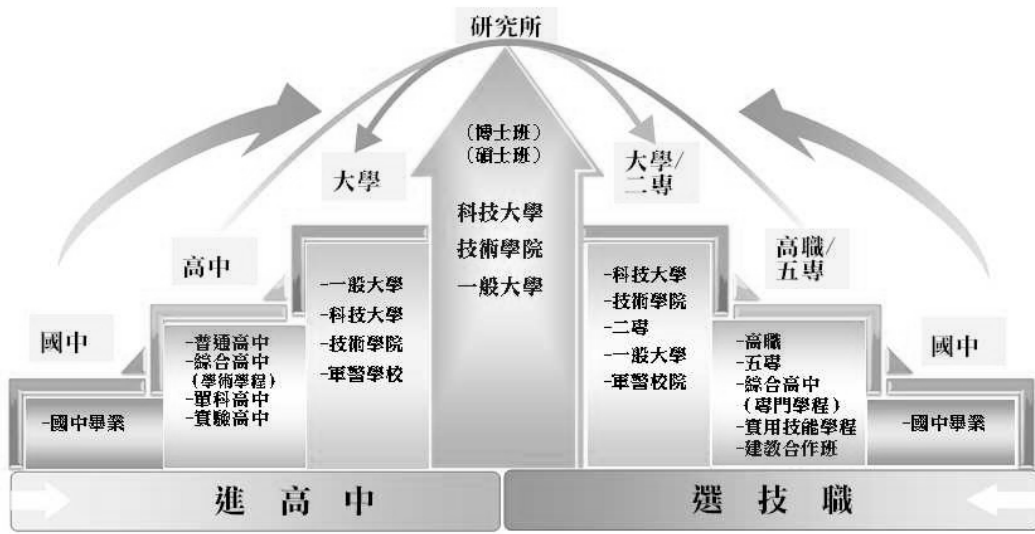 研究所
(博士班)
(碩士班)
科技大學
技術學院
一般大學
大學
-一般大學
-科技大學
-技術學院
-軍警學校
高中
-普通高中
-綜合高中
(學術學程)
-單科高中
-實驗高中
國中
-國中畢業
大學/
二專
-科技大學
-技術學院
-二專
-一般大學
-軍警校院
高職/
五專
-高職
-五專
-綜合高中
(專門學程)
-實用技能學程
-建教合作班
國中
-國中畢業
進高中
選技職